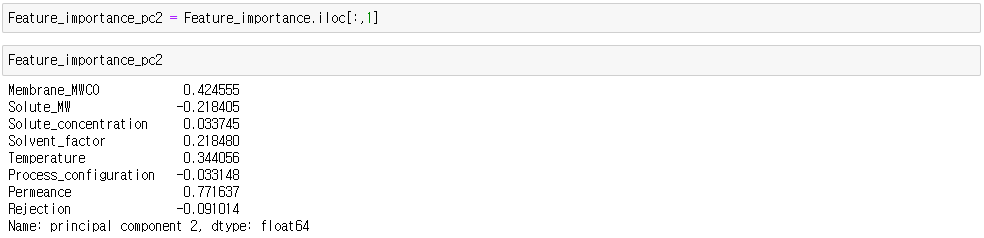 Feature_importance_pc2 = Feature_importance.iloc[:,1]
Feature_importance_pc2
Membrane_MWCO 0.424555
Solute_MW -0.218405
Solute_concentration 0.033745
Solvent_factor 0.218480
Temperature 0.344056
Process_configuration -0.033148
Permeance 0.771637
Rejection -0.091014
Name: principal component 2, dtype: float64